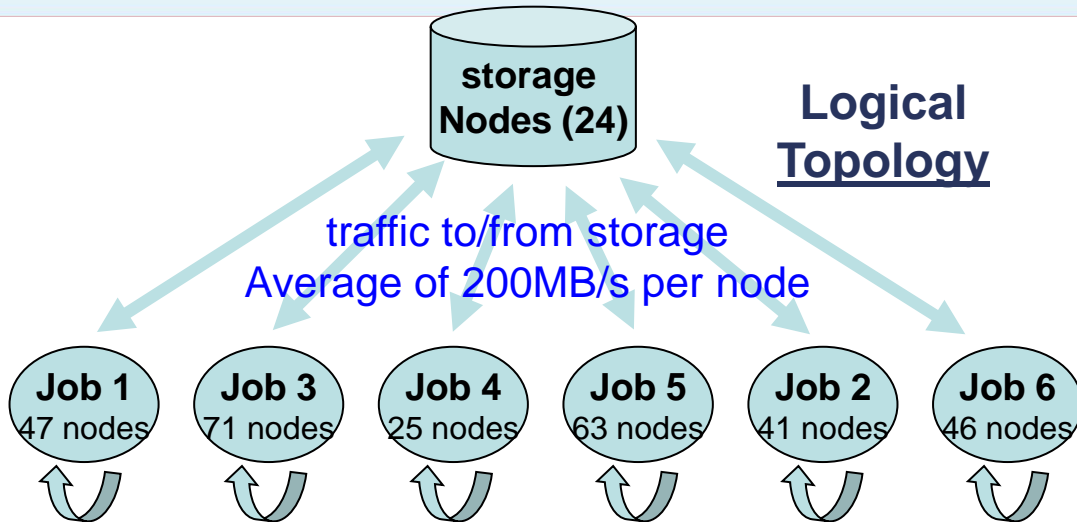 storage
Nodes (24)
Logical
Topology
traffic to/from storage
Average of 200MB/s per node
Job 1
47 nodes
Job 3
71 nodes
Job 4
25 nodes
Job 5
63 nodes
Job 2
41 nodes
Job 6
46 nodes